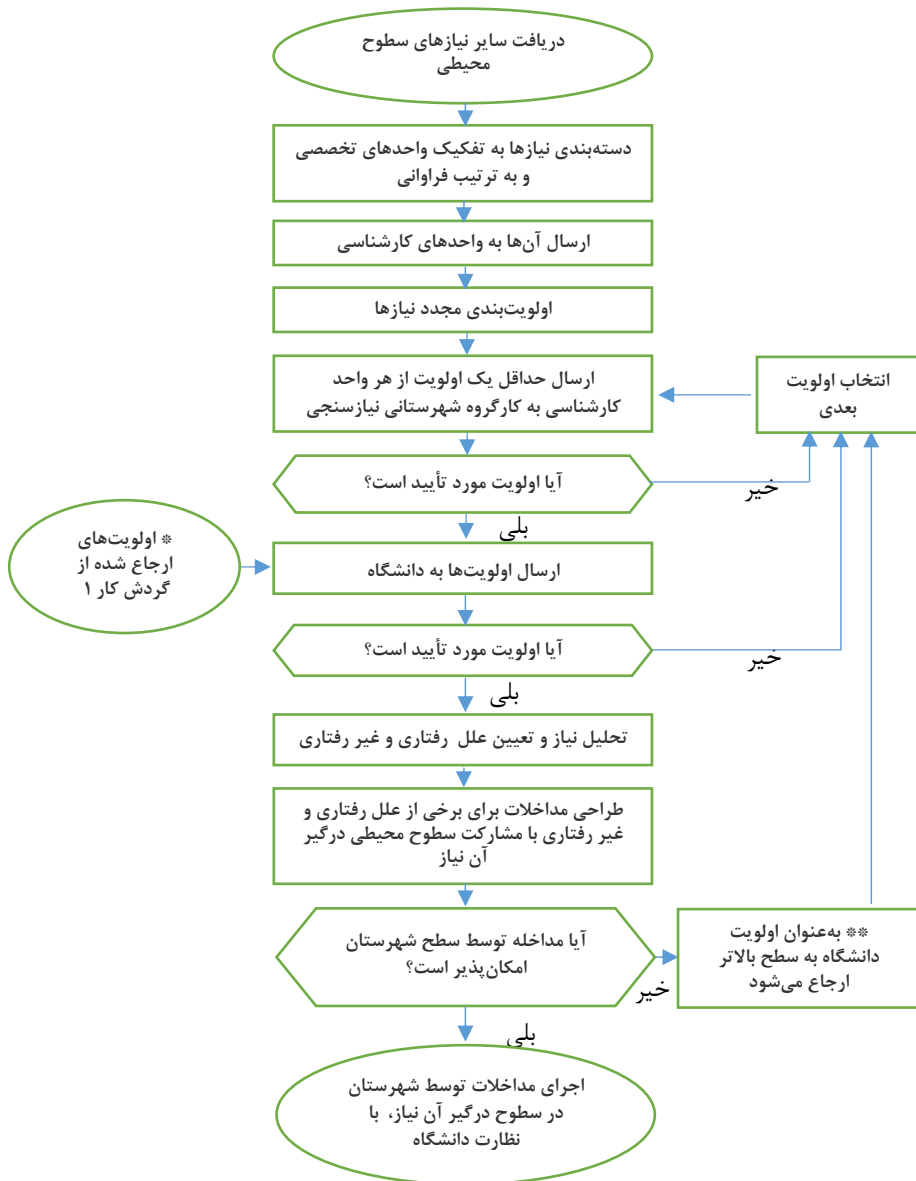 دریافت سایر نیازهای سطوح
محیطی
دسته‌بندی نیازها به تفکیک واحدهای تخصصی
و به ترتیب فراوانی
ارسال آن‌ها به واحدهای کارشناسی
اولویت‌بندی مجدد نیازها
ارسال حداقل یک اولویت از هر واحد
کارشناسی به کارگروه شهرستانی نیازسنجی
انتخاب اولویت
بعدی
آیا اولویت مورد تأیید است؟
خیر
بلی
* اولویت‌های
ارجاع شده از
گردش کار ۱
ارسال اولویت‌ها به دانشگاه
آیا اولویت مورد تأیید است؟
خیر
بلی
تحلیل نیاز و تعیین علل رفتاری و غیر رفتاری
طراحی مداخلات برای برخی از علل رفتاری و
غیر رفتاری با مشارکت سطوح محیطی درگیر
آن نیاز
آیا مداخله توسط سطح شهرستان
امکان‌پذیر است؟
خیر
** به‌عنوان اولویت
دانشگاه به سطح بالاتر
ارجاع می‌شود
بلی
اجرای مداخلات توسط شهرستان
در سطوح درگیر آن نیاز، با
نظارت دانشگاه